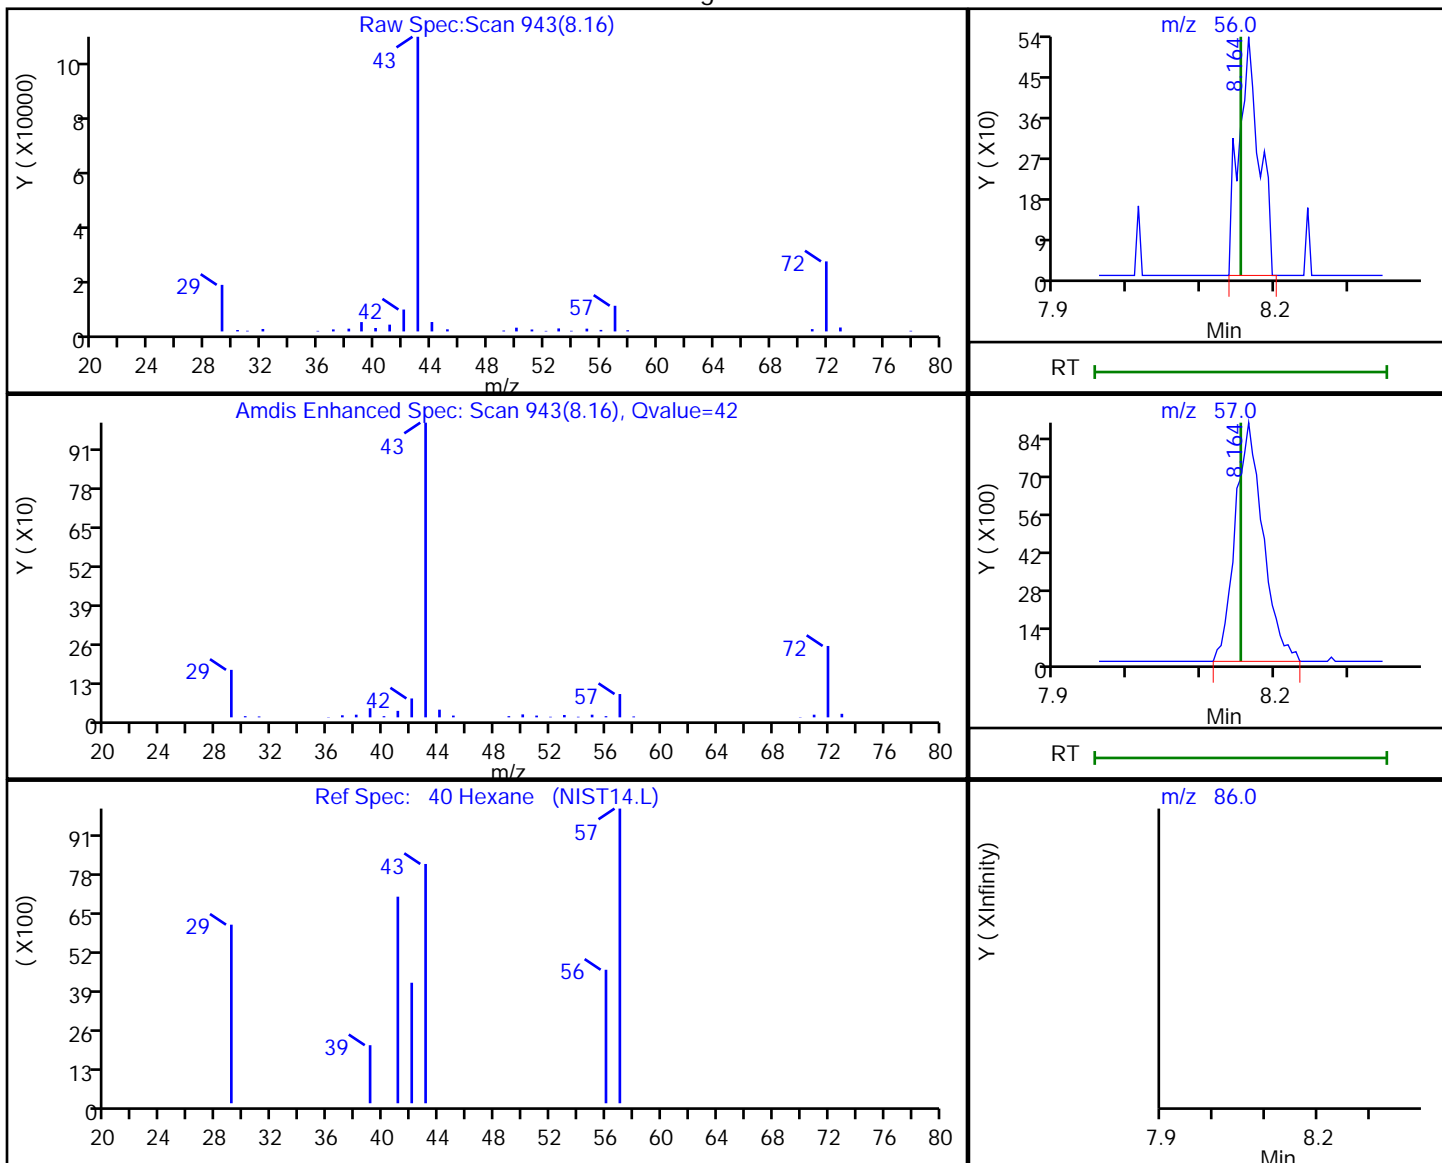 Raw Spec:Scan 943(8.16)
Y ( X10000)
10
8
6
4
2
0
43
29
42
57
72
20 24 28 32 36 40 44 48 52 56 60 64 68 72 76 80
m/z
m/z 56.0
Y ( X10)
54
45
36
27
18
9
0
8.164
7.9 8.2
Min
RT
Amdis Enhanced Spec: Scan 943(8.16), Qvalue=42
Y ( X10)
91
78
65
52
39
26
13
0
43
29
42
57
72
20 24 28 32 36 40 44 48 52 56 60 64 68 72 76 80
m/z
m/z 57.0
Y ( X100)
84
70
56
42
28
14
0
8.164
7.9 8.2
Min
RT
Ref Spec: 40 Hexane (NIST14.L)
( X100)
91
78
65
52
39
26
13
0
57
43
29
56
39
20 24 28 32 36 40 44 48 52 56 60 64 68 72 76 80
m/z 86.0
Y ( XInfinity)
7.9 8.2
Min